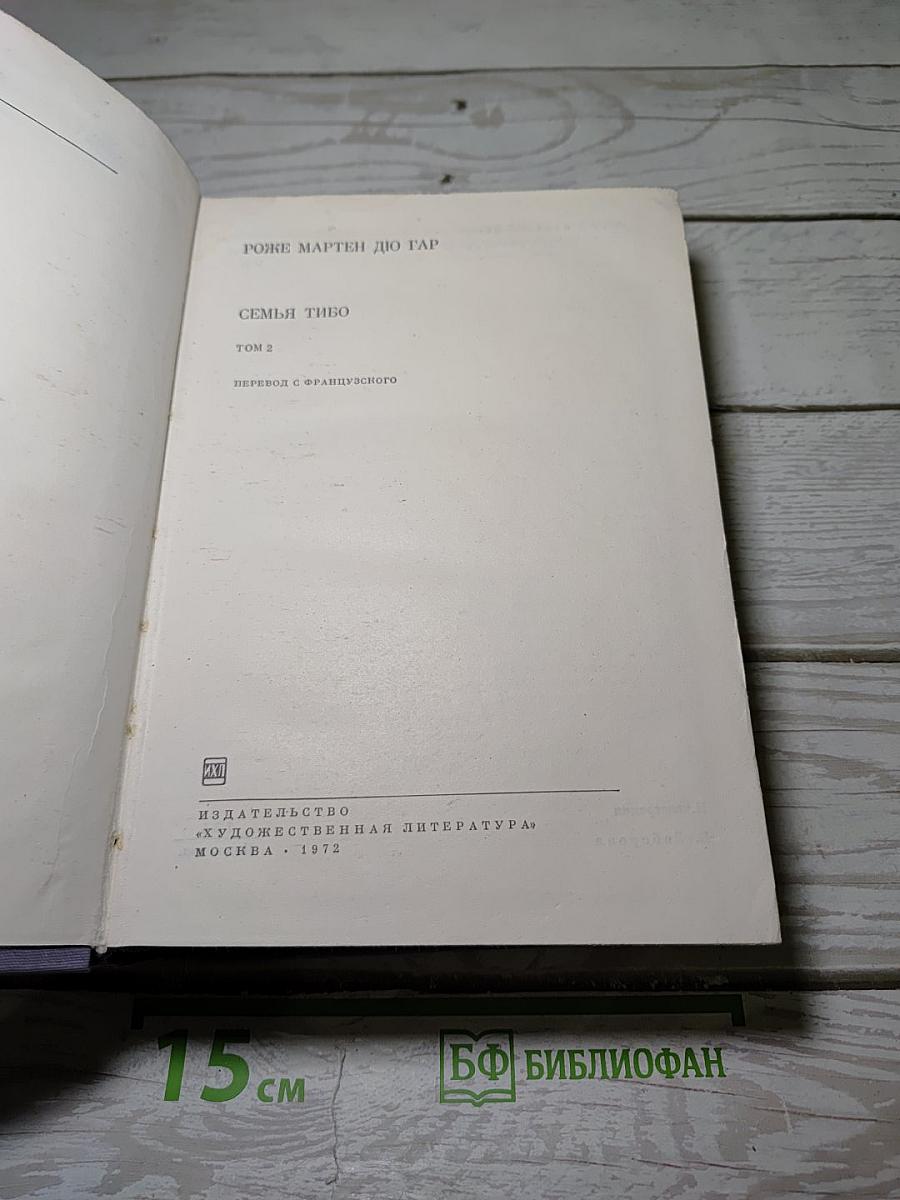 РОЖЕ МАРТЕН ДЮ ГАР
СЕМЬЯ ТИБО
ТОМ 2
ПЕРЕВОД С ФРАНЦУЗСКОГО
ИХЛ
ИЗДАТЕЛЬСТВО
«ХУДОЖЕСТВЕННАЯ ЛИТЕРАТУРА»
МОСКВА • 1972
15 см
БФ БИБЛИОФАН